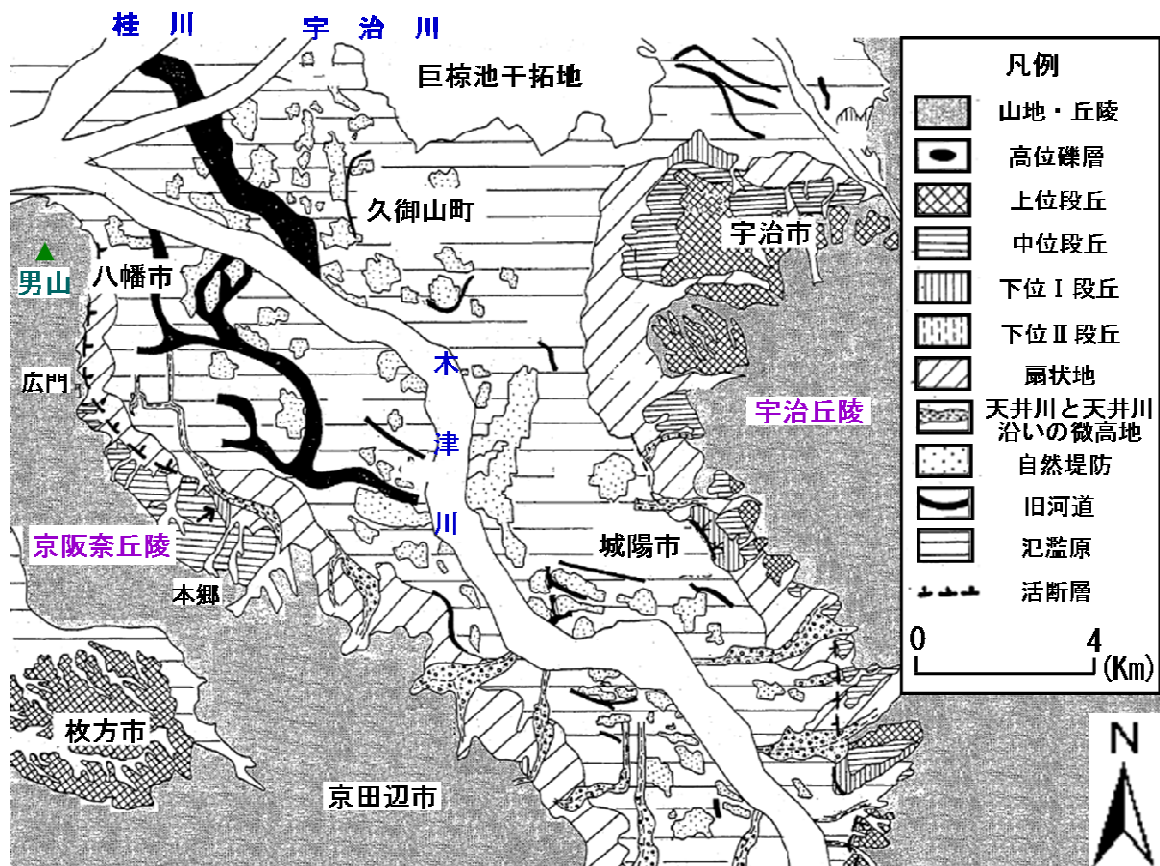 桂 川
宇 治 川
巨椋池干拓地
久御山町
宇治市
男山
八幡市
広門
木津川
宇治丘陵
京阪奈丘陵
城陽市
本郷
枚方市
京田辺市
凡例
山地・丘陵
高位礫層
上位段丘
中位段丘
下位Ⅰ段丘
下位Ⅱ段丘
扇状地
天井川と天井川
沿いの微高地
自然堤防
旧河道
氾濫原
活断層
0 4
(Km)
N